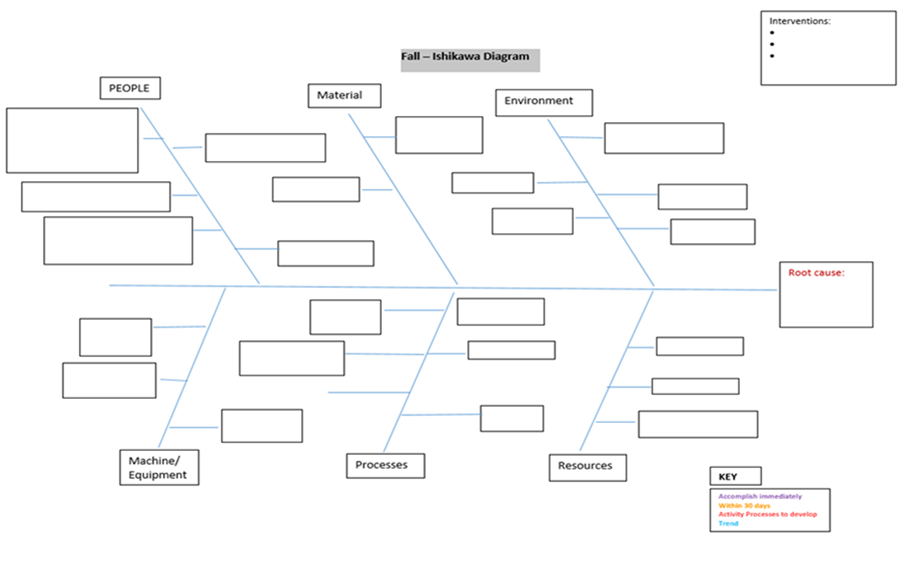 Interventions:
Fall – Ishikawa Diagram
PEOPLE
Material
Environment
Root cause:
Machine/
Equipment
Processes
Resources
KEY
Accomplish immediately
Within 30 days
Activity Processes to develop
Trend